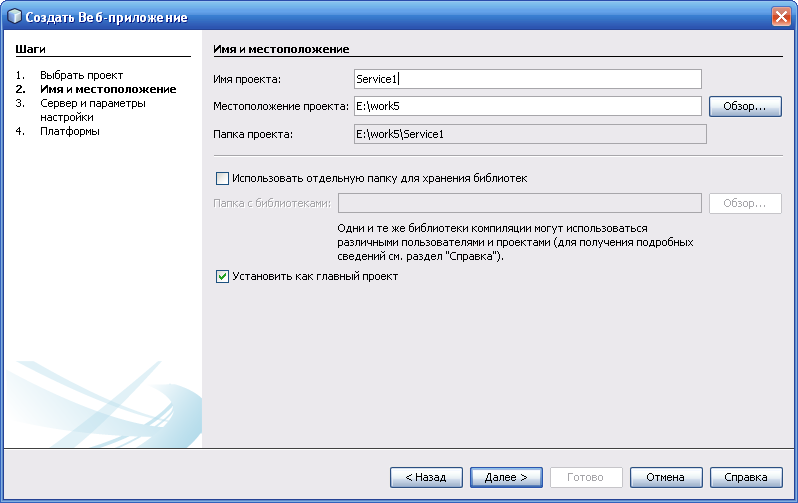 Создать Веб-приложение
Шаги
1. Выбрать проект
2. Имя и местоположение
3. Сервер и параметры
настройки
4. Платформы
Имя и местоположение
Имя проекта: Service1
Местоположение проекта: E:\work5 Обзор...
Папка проекта: E:\work5\Service1
Использовать отдельную папку для хранения библиотек
Папка с библиотеками: Обзор...
Одни и те же библиотеки компиляции могут использоваться
различными пользователями и проектами (для получения подробных
сведений см. раздел "Справка").
Установить как главный проект
< Назад Далее > Готово Отмена Справка